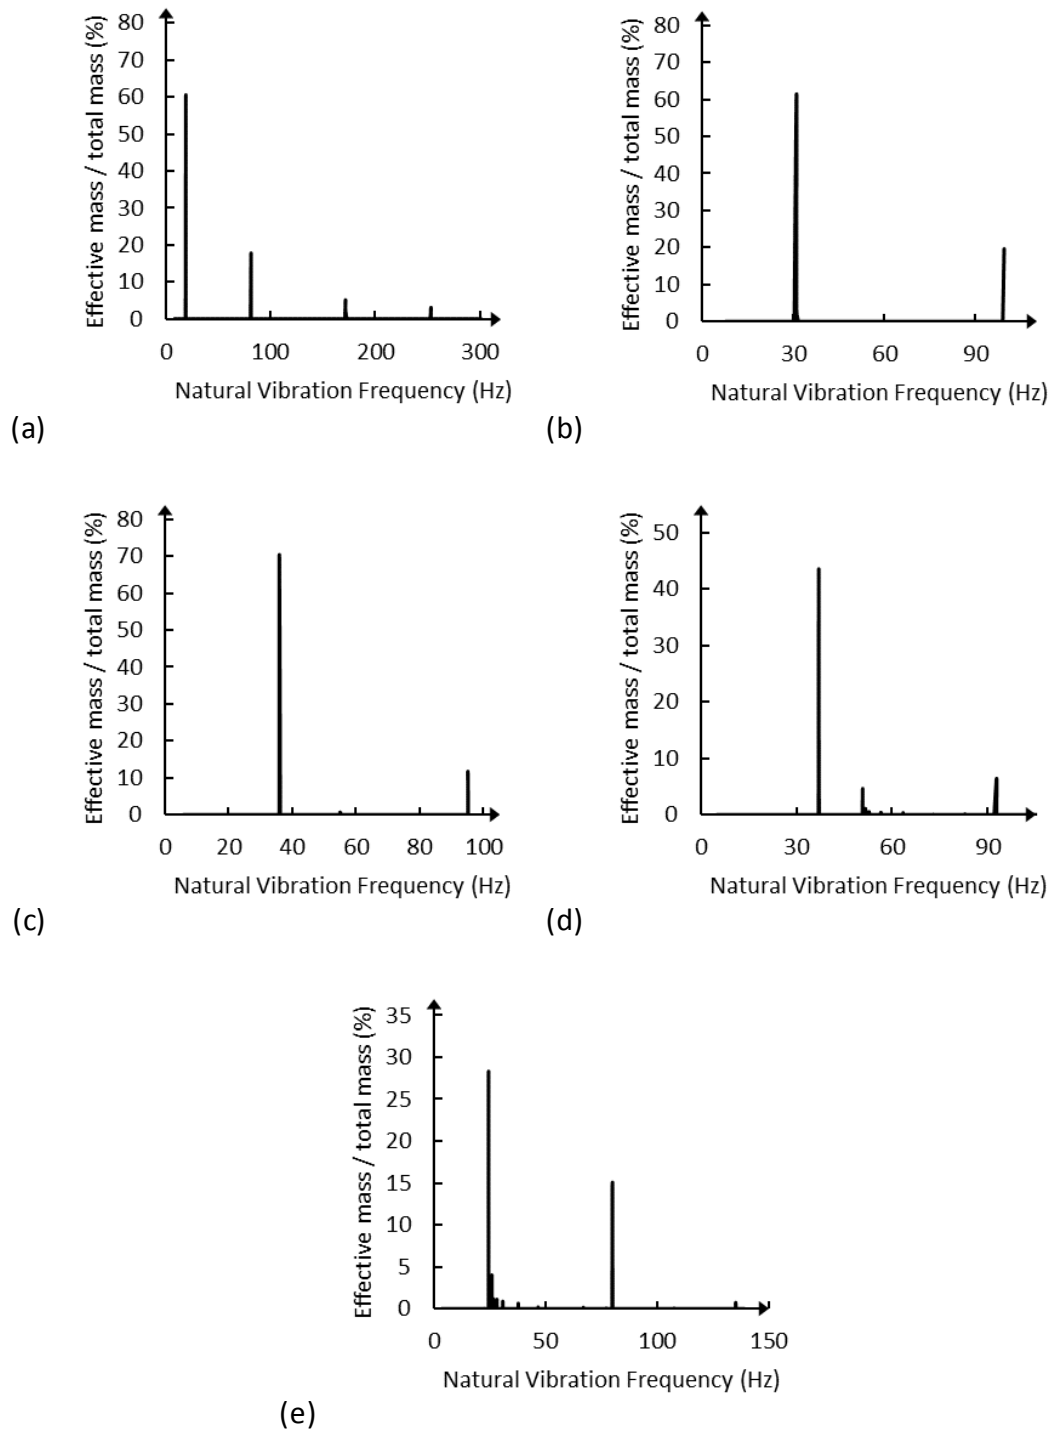 Effective mass / total mass (%)
80
70
60
50
40
30
20
10
0
0 100 200 300
Natural Vibration Frequency (Hz)
(a)
Effective mass / total mass (%)
80
70
60
50
40
30
20
10
0
0 30 60 90
Natural Vibration Frequency (Hz)
(b)
Effective mass / total mass (%)
80
70
60
50
40
30
20
10
0
0 20 40 60 80 100
Natural Vibration Frequency (Hz)
(c)
Effective mass / total mass (%)
50
40
30
20
10
0
0 30 60 90
Natural Vibration Frequency (Hz)
(d)
Effective mass / total mass (%)
35
30
25
20
15
10
5
0
0 50 100 150
Natural Vibration Frequency (Hz)
(e)